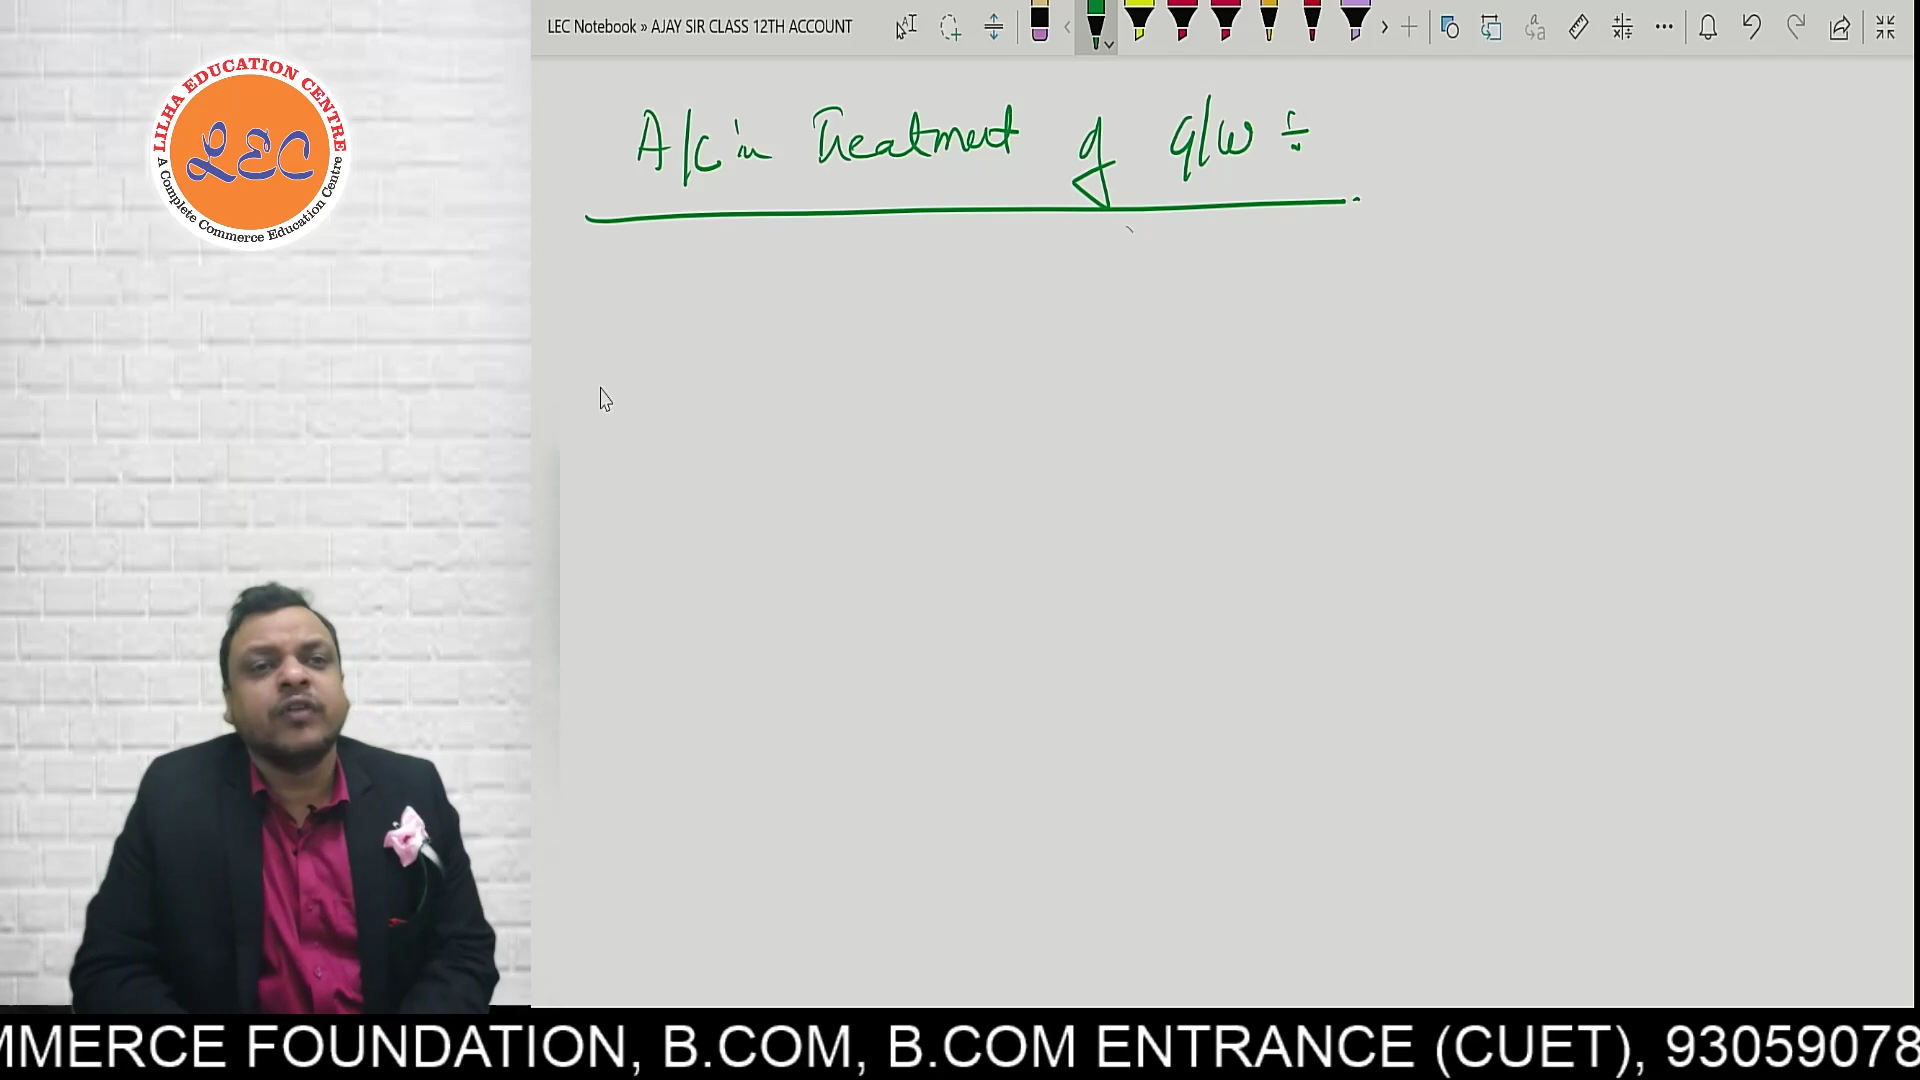 LILHA EDUCATION CENTRE
LEC
A Complete Commerce Education Centre
LEC Notebook » AJAY SIR CLASS 12TH ACCOUNT
A/c'in Treatment of G/W ÷
MMERCE FOUNDATION, B.COM, B.COM ENTRANCE (CUET), 93059078